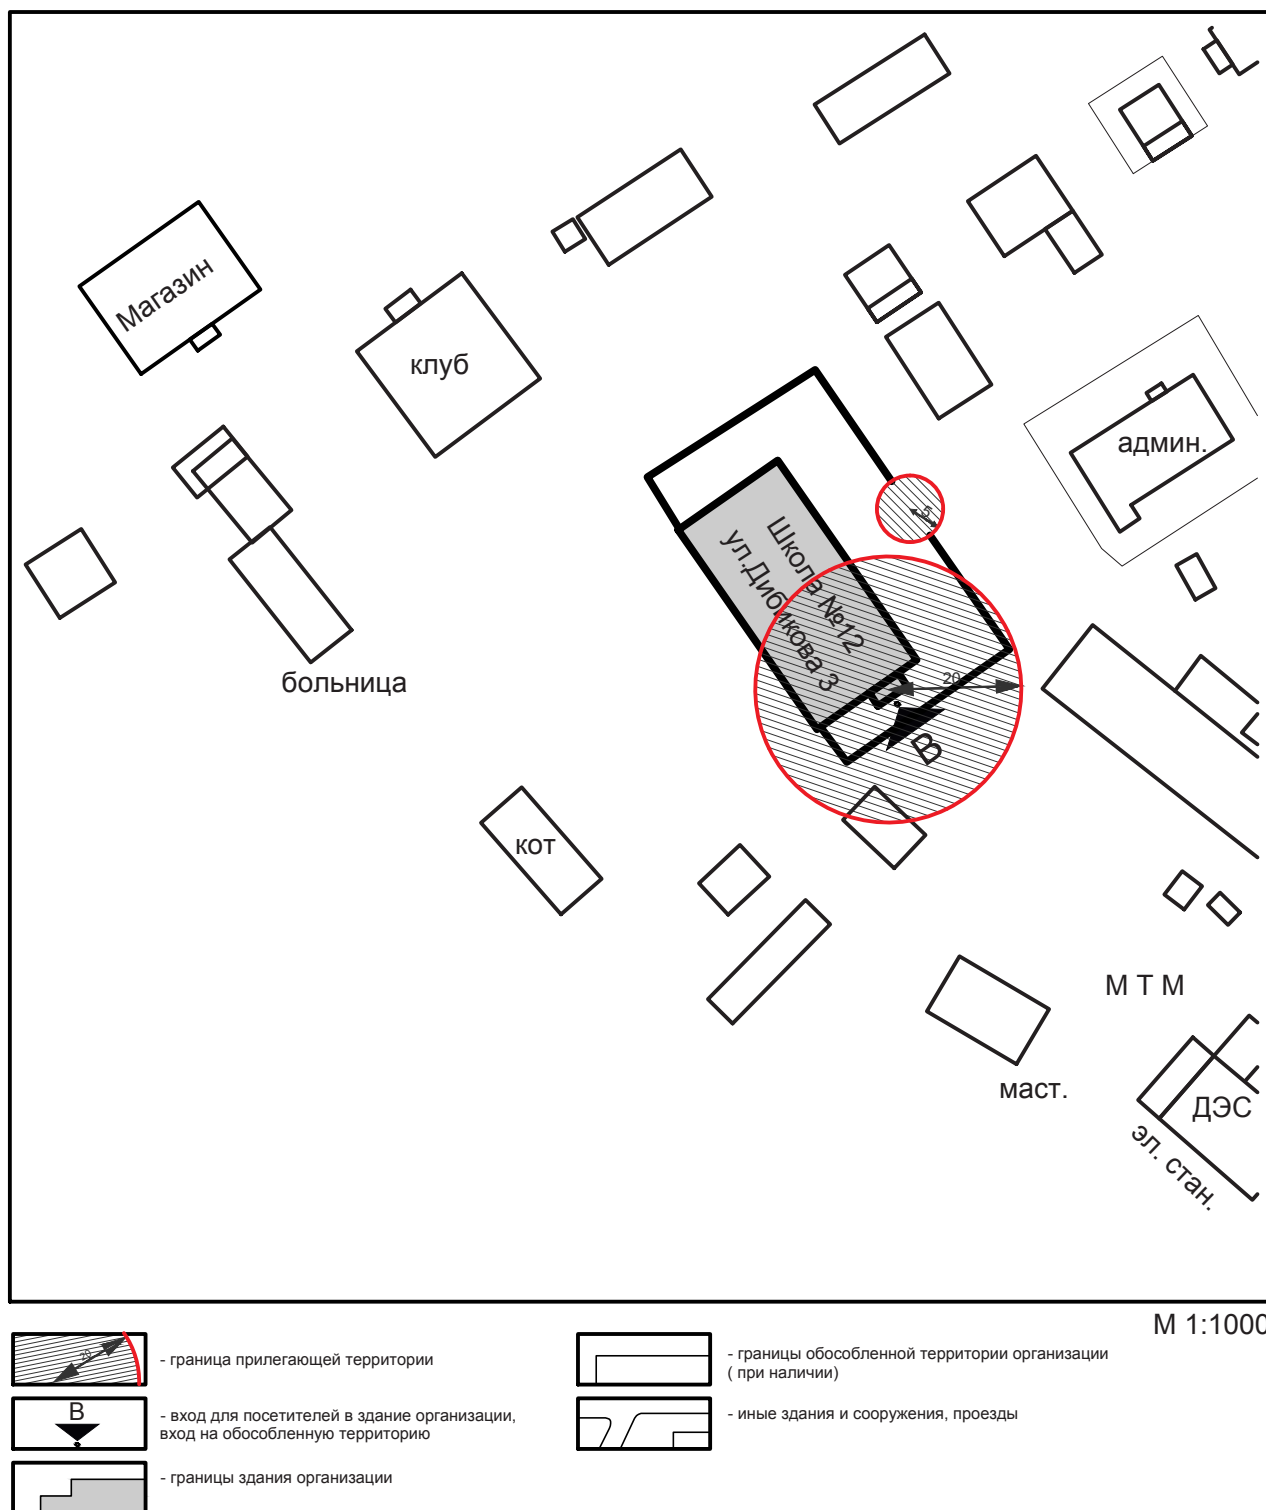 Магазин
клуб
админ.
5
Школа №12
ул.Дибикова 3
больница
20
В
кот
М Т М
маст.
ДЭС
эл. стан.
М 1:1000
20
- граница прилегающей территории
- границы обособленной территории организации
( при наличии)
В
- вход для посетителей в здание организации,
вход на обособленную территорию
- иные здания и сооружения, проезды
- границы здания организации